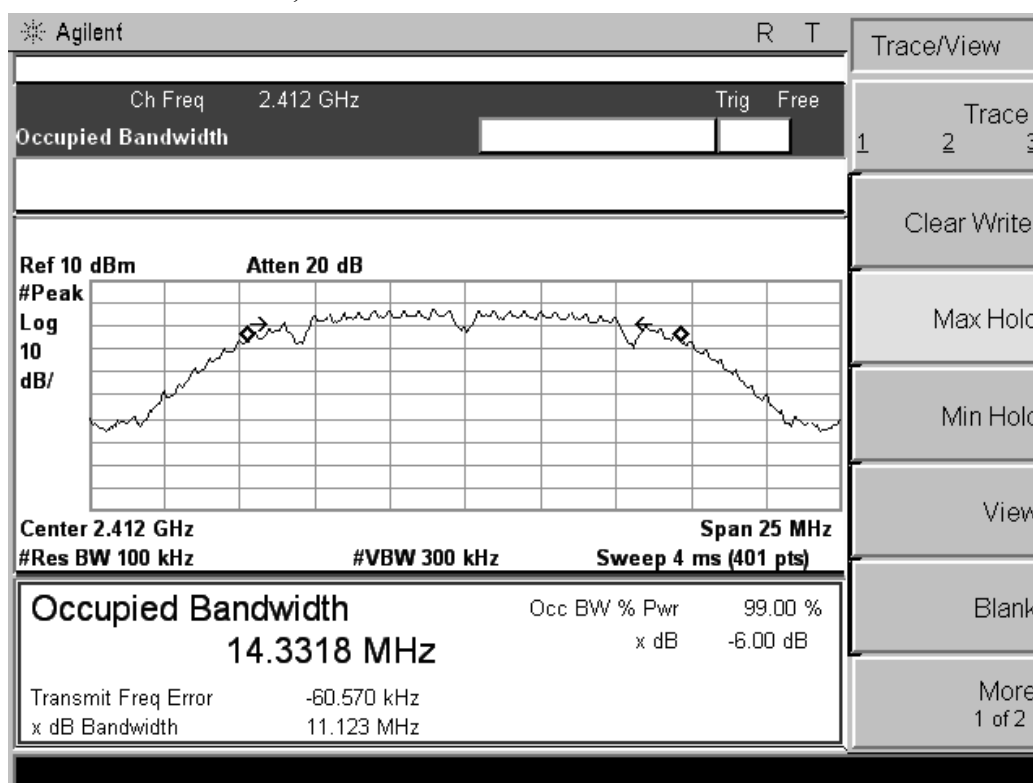 Agilent R T
Trace/View
Ch Freq 2.412 GHz Trig Free
Occupied Bandwidth
Trace
1 2
Clear Write
Ref 10 dBm Atten 20 dB
#Peak
Log
10
dB/
Max Hold
Min Hold
View
Center 2.412 GHz Span 25 MHz
#Res BW 100 kHz #VBW 300 kHz Sweep 4 ms (401 pts)
Occupied Bandwidth
14.3318 MHz
Occ BW % Pwr 99.00 %
x dB -6.00 dB
Transmit Freq Error -60.570 kHz
x dB Bandwidth 11.123 MHz
Blank
More
1 of 2